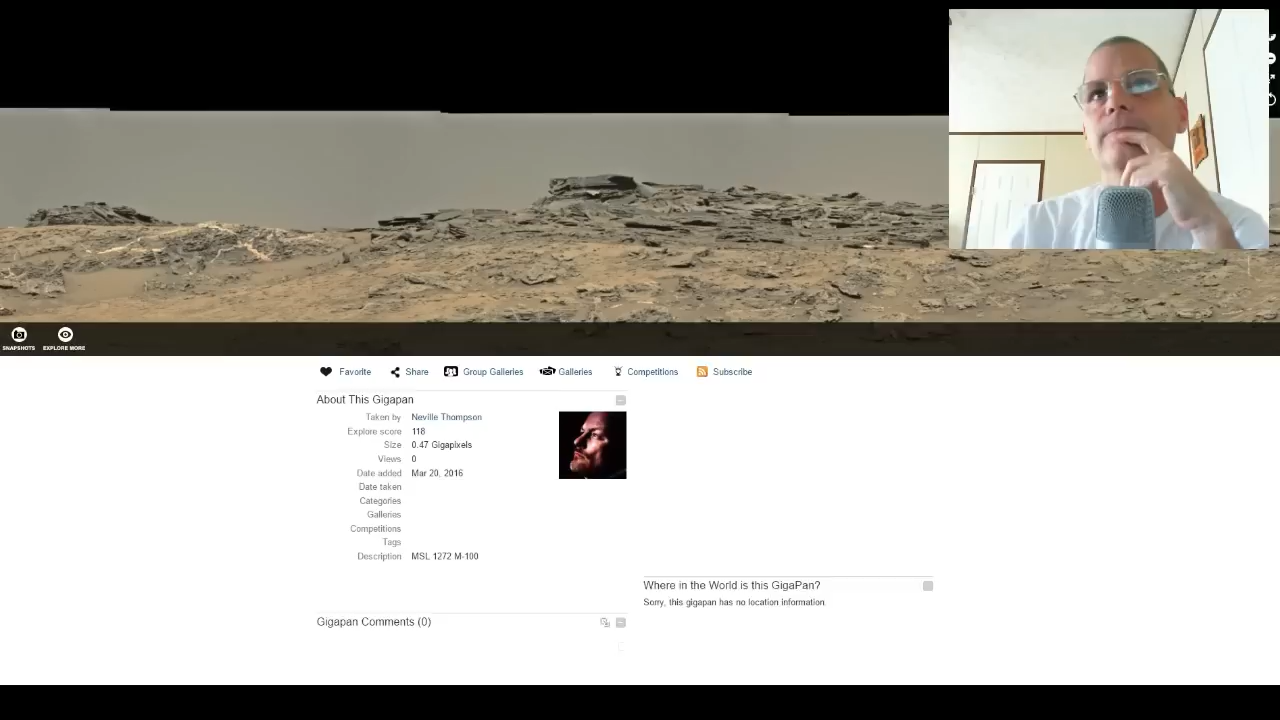 SNAPSHOTS EXPLORE MORE
Favorite Share Group Galleries Galleries Competitions Subscribe
About This Gigapan
Taken by Neville Thompson
Explore score 118
Size 0.47 Gigapixels
Views 0
Date added Mar 20, 2016
Date taken
Categories
Galleries
Competitions
Tags
Description MSL 1272 M-100
Where in the World is this GigaPan?
Sorry, this gigapan has no location information
Gigapan Comments (0)